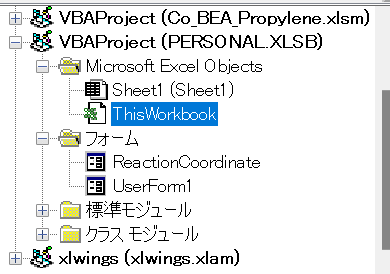 VBAProject (Co_BEA_Propylene.xlsm)
VBAProject (PERSONAL.XLSB)
Microsoft Excel Objects
Sheet1 (Sheet1)
ThisWorkbook
フォーム
ReactionCoordinate
UserForm1
標準モジュール
クラス モジュール
xlwings (xlwings.xlam)